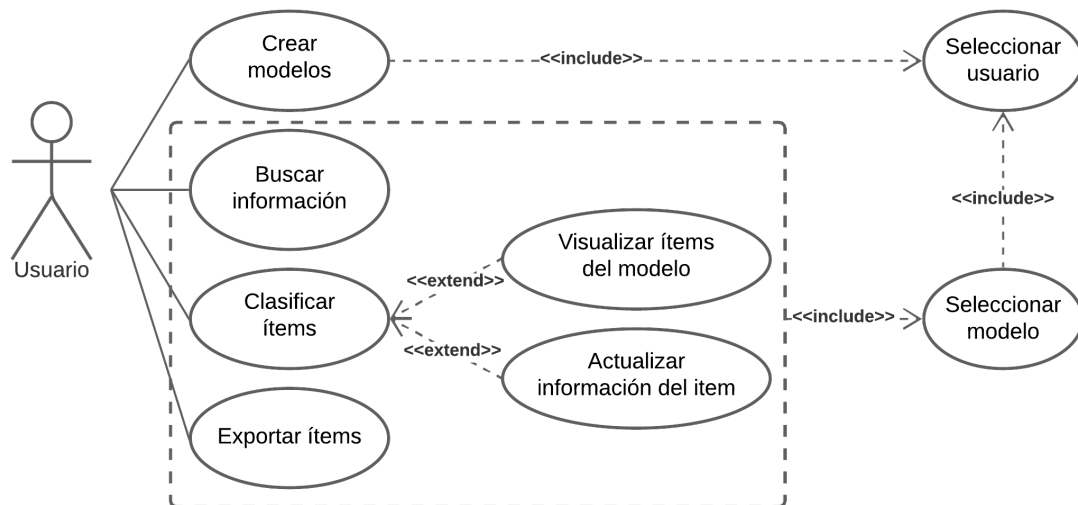 Crear
modelos
<<include>>
Seleccionar
usuario
Buscar
información
<<include>>
Usuario
Visualizar ítems
del modelo
<<extend>>
Clasificar
ítems
<<include>>
Seleccionar
modelo
<<extend>>
Actualizar
información del item
Exportar ítems